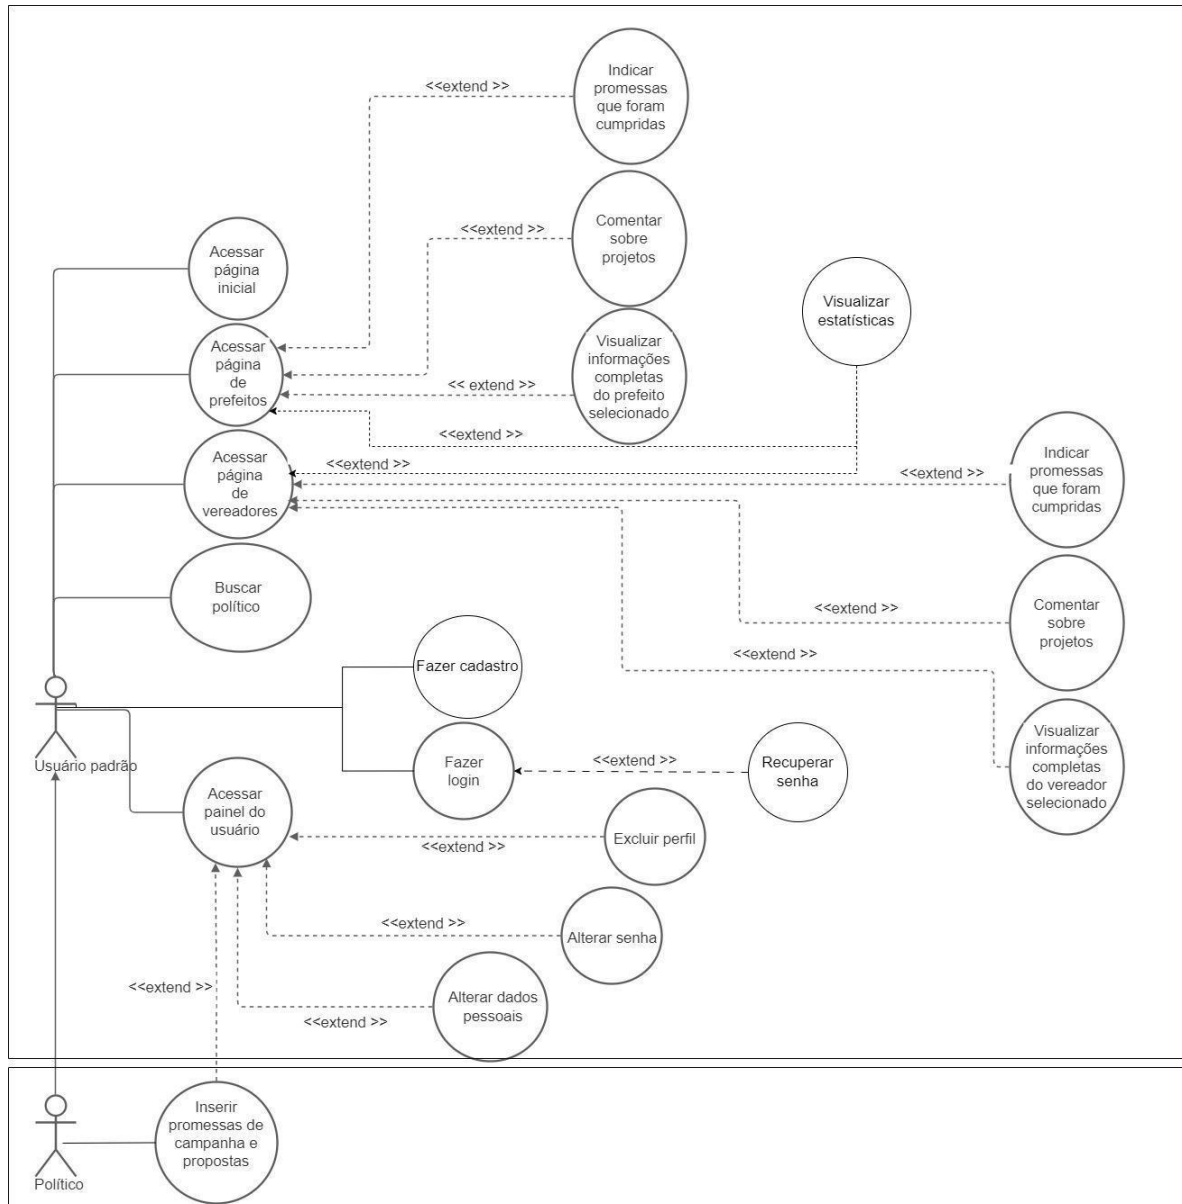 Indicar
promessas
que foram
cumpridas
<<extend >>
Comentar
sobre
projetos
<<extend >>
Acessar
página
inicial
Visualizar
estatísticas
Acessar
página
de
prefeitos
Visualizar
informações
completas
do prefeito
selecionado
<< extend >>
<<extend >>
Acessar
página
de
vereadores
<<extend >>
<<extend >>
Indicar
promessas
que foram
cumpridas
Buscar
político
<<extend >>
Comentar
sobre
projetos
<<extend >>
Fazer cadastro
Usuário padrão
Fazer
login
<<extend >>
Recuperar
senha
Visualizar
informações
completas
do vereador
selecionado
Acessar
painel do
usuário
<<extend >>
Excluir perfil
<<extend >>
Alterar senha
<<extend >>
<<extend >>
Alterar dados
pessoais
Político
Inserir
promessas de
campanha e
propostas